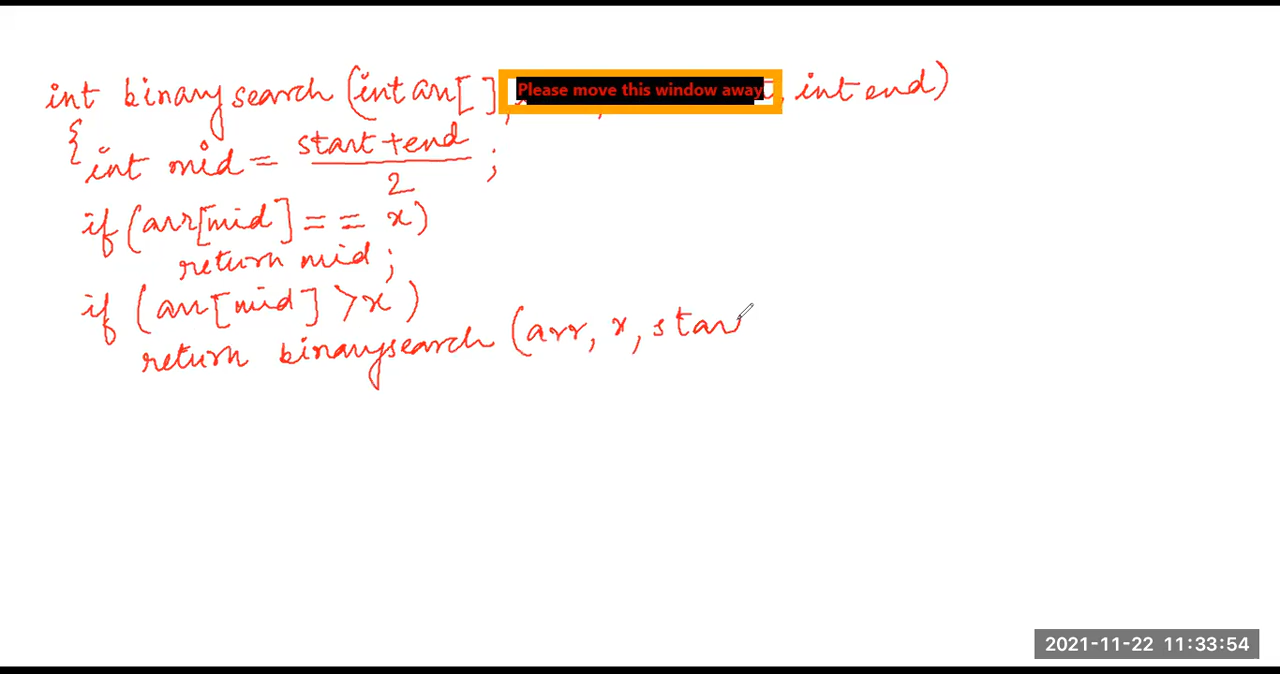 int binarysearch (int arr[], Please move this window away, int end)
{
int mid = start + end
2 ;
if (arr[mid] == x)
return mid;
if (arr[mid] > x)
return binarysearch (arr, x, star
2021-11-22 11:33:54